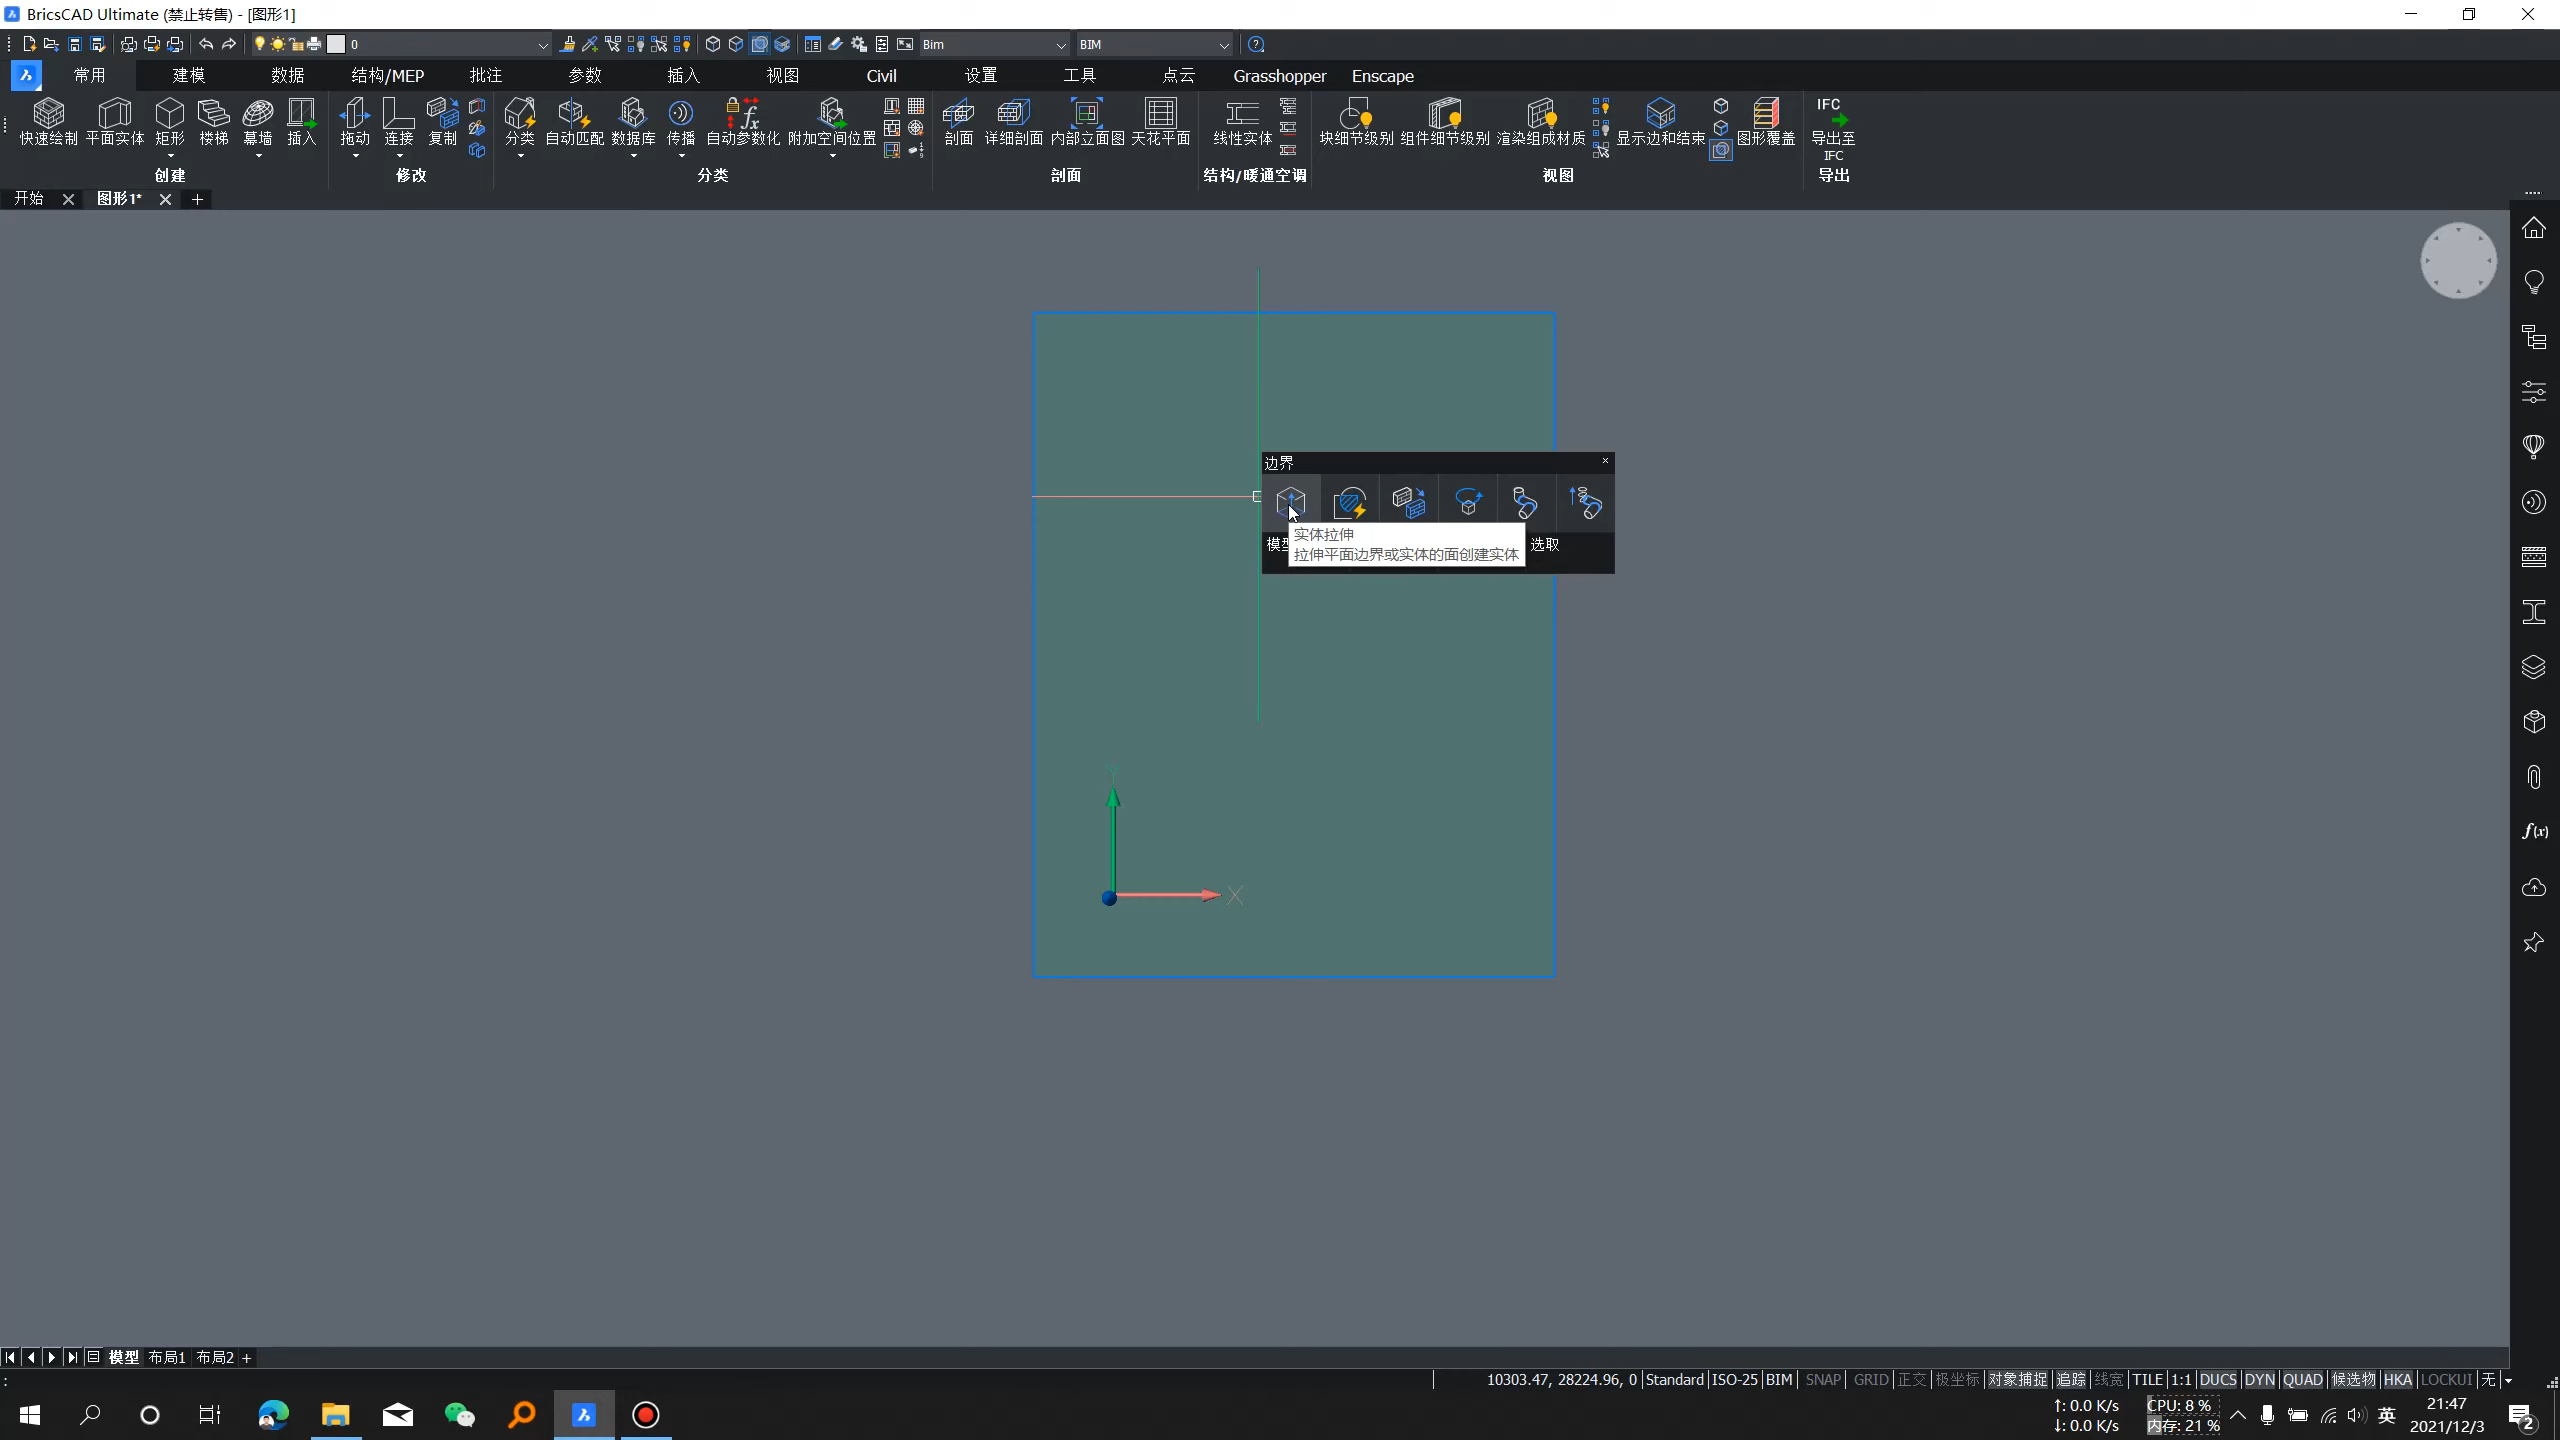 BricsCAD Ultimate (禁止转售) - [图形1]
0
Bim
BIM
常用 建模 数据 结构/MEP 批注 参数 插入 视图 Civil 设置 工具 点云 Grasshopper Enscape
快速绘制 平面实体 矩形 楼梯 幕墙 插入 拖动 连接 复制 分类 自动匹配 数据库 传播 自动参数化 附加空间位置 剖面 详细剖面 内部立面图 天花平面 线性实体 块细节级别 组件细节级别 渲染组成材质 显示边和结束 图形覆盖 IFC 导出至 IFC
创建 修改 分类 剖面 结构/暖通空调 视图 导出
开始 图形1*
边界
实体拉伸
模型 拉伸平面边界或实体的面创建实体 选取
Y
X
f(x)
模型 布局1 布局2 +
:
10303.47, 28224.96, 0 Standard ISO-25 BIM SNAP GRID 正交 极坐标 对象捕捉 追踪 线宽 TILE 1:1 DUCS DYN QUAD 候选物 HKA LOCKUI 无
↑: 0.0 K/s CPU: 8 % 21:47
↓: 0.0 K/s 内存: 21 % 英 2021/12/3 2